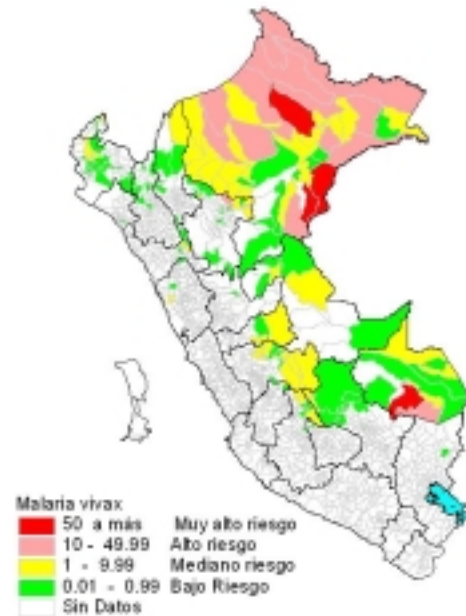 Malaria vivax
50 a más Muy alto riesgo
10 - 49.99 Alto riesgo
1 - 9.99 Mediano riesgo
0.01 - 0.99 Bajo Riesgo
Sin Datos